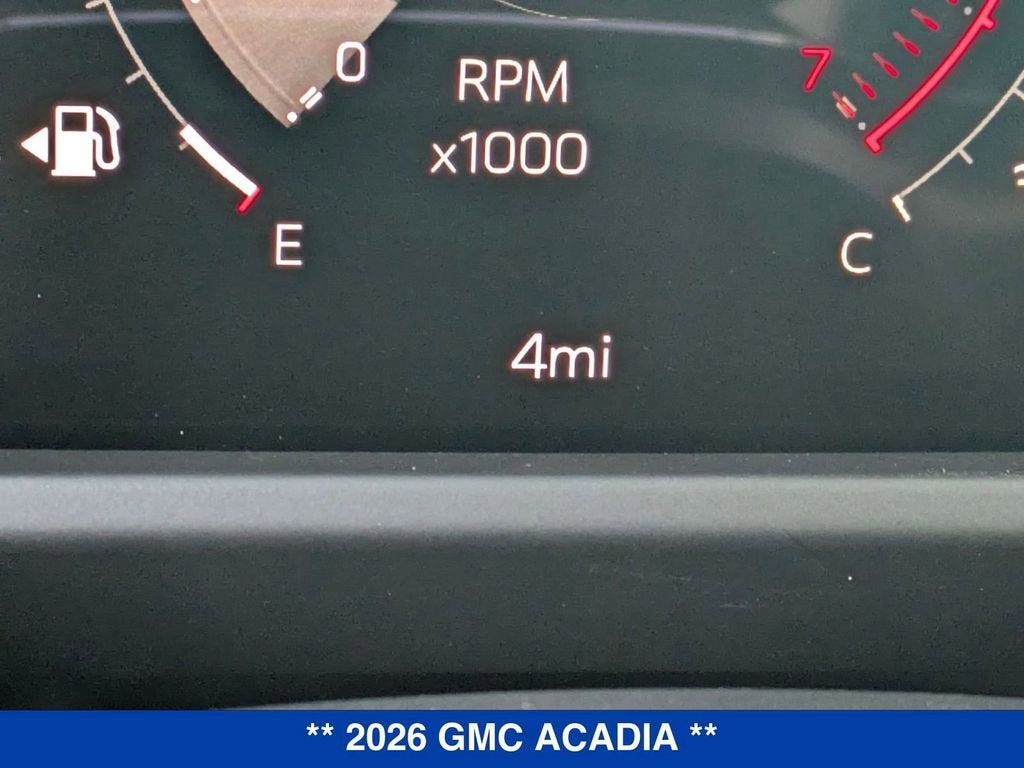 0
RPM
x1000
7
E
C
4mi
** 2026 GMC ACADIA **